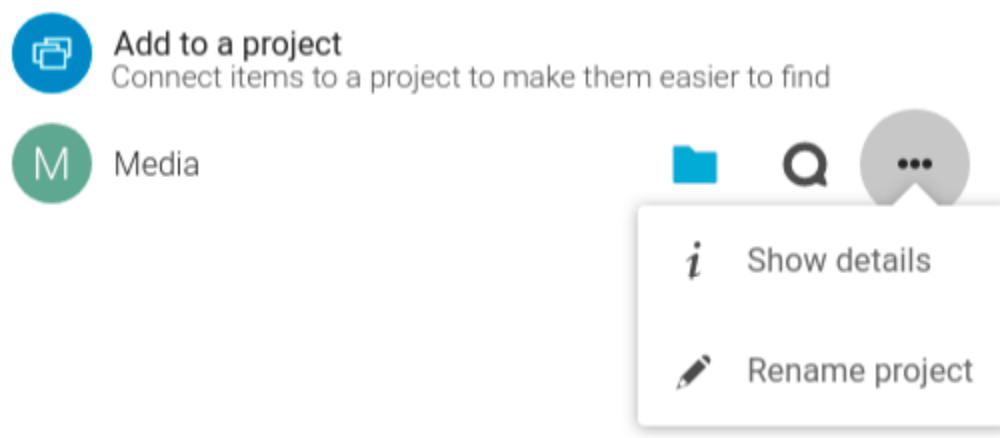 Add to a project
Connect items to a project to make them easier to find
M Media
Show details
Rename project